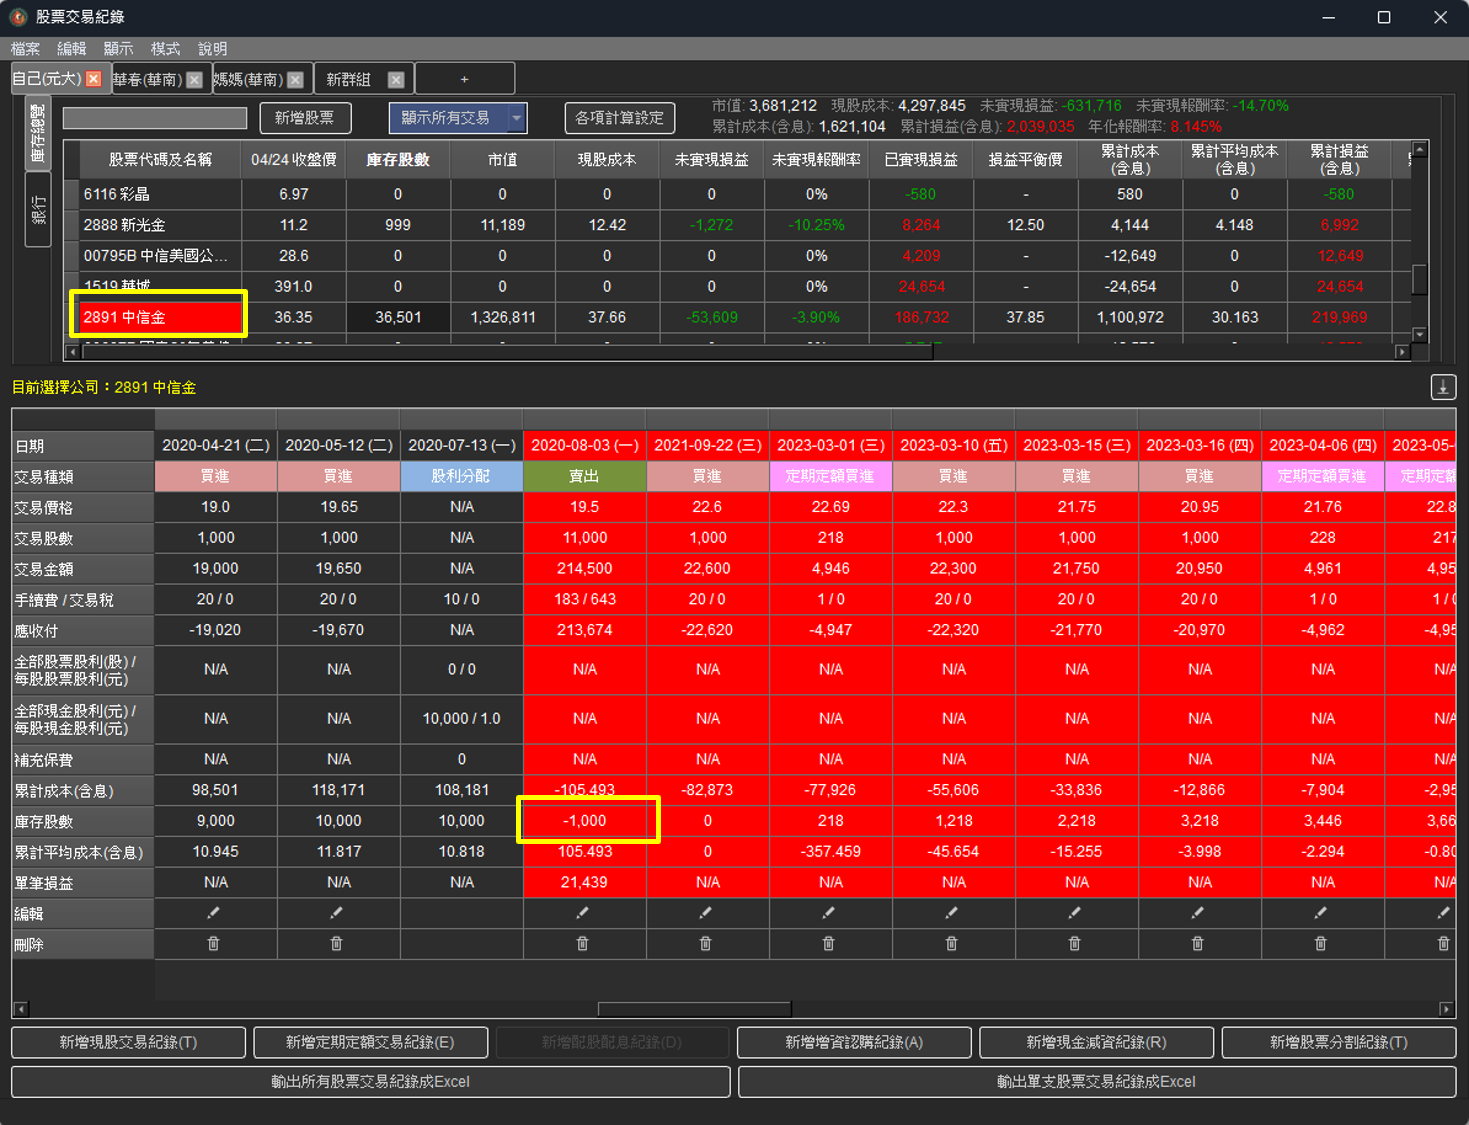 股票交易紀錄
檔案 編輯 顯示 模式 說明
自己(元大) 華春(華南) 媽媽(華南) 新群組 +
庫存總覽
銀行
新增股票 顯示所有交易 各項計算設定
市值: 3,681,212 現股成本: 4,297,845 未實現損益: -631,716 未實現報酬率: -14.70%
累計成本(含息): 1,621,104 累計損益(含息): 2,039,035 年化報酬率: 8.145%
股票代碼及名稱 04/24 收盤價 庫存股數 市值 現股成本 未實現損益 未實現報酬率 已實現損益 損益平衡價 累計成本(含息) 累計平均成本(含息) 累計損益(含息)
6116 彩晶 6.97 0 0 0 0 0% -580 - 580 0 -580
2888 新光金 11.2 999 11,189 12.42 -1,272 -10.25% 8,264 12.50 4,144 4.148 6,992
00795B 中信美國公... 28.6 0 0 0 0 0% 4,209 - -12,649 0 12,649
1519 華城 391.0 0 0 0 0 0% 24,654 - -24,654 0 24,654
2891 中信金 36.35 36,501 1,326,811 37.66 -53,609 -3.90% 186,732 37.85 1,100,972 30.163 219,969
目前選擇公司：2891 中信金
日期 2020-04-21 (二) 2020-05-12 (二) 2020-07-13 (一) 2020-08-03 (一) 2021-09-22 (三) 2023-03-01 (三) 2023-03-10 (五) 2023-03-15 (三) 2023-03-16 (四) 2023-04-06 (四) 2023-05-
交易種類 買進 買進 股利分配 賣出 買進 定期定額買進 買進 買進 買進 定期定額買進 定期定額
交易價格 19.0 19.65 N/A 19.5 22.6 22.69 22.3 21.75 20.95 21.76 22.8
交易股數 1,000 1,000 N/A 11,000 1,000 218 1,000 1,000 1,000 228 217
交易金額 19,000 19,650 N/A 214,500 22,600 4,946 22,300 21,750 20,950 4,961 4,95
手續費 / 交易稅 20 / 0 20 / 0 10 / 0 183 / 643 20 / 0 1 / 0 20 / 0 20 / 0 20 / 0 1 / 0 1 / 0
應收付 -19,020 -19,670 N/A 213,674 -22,620 -4,947 -22,320 -21,770 -20,970 -4,962 -4,95
全部股票股利(股) /
每股股票股利(元) N/A N/A 0 / 0 N/A N/A N/A N/A N/A N/A N/A N/A
全部現金股利(元) /
每股現金股利(元) N/A N/A 10,000 / 1.0 N/A N/A N/A N/A N/A N/A N/A N/A
補充保費 N/A N/A 0 N/A N/A N/A N/A N/A N/A N/A N/A
累計成本(含息) 98,501 118,171 108,181 -105,493 -82,873 -77,926 -55,606 -33,836 -12,866 -7,904 -2,95
庫存股數 9,000 10,000 10,000 -1,000 0 218 1,218 2,218 3,218 3,446 3,66
累計平均成本(含息) 10.945 11.817 10.818 105.493 0 -357.459 -45.654 -15.255 -3.998 -2.294 -0.80
單筆損益 N/A N/A N/A 21,439 N/A N/A N/A N/A N/A N/A N/A
編輯
刪除
新增現股交易紀錄(T) 新增定期定額交易紀錄(E) 新增配股配息紀錄(D) 新增增資認購紀錄(A) 新增現金減資紀錄(R) 新增股票分割紀錄(T)
輸出所有股票交易紀錄成Excel 輸出單支股票交易紀錄成Excel